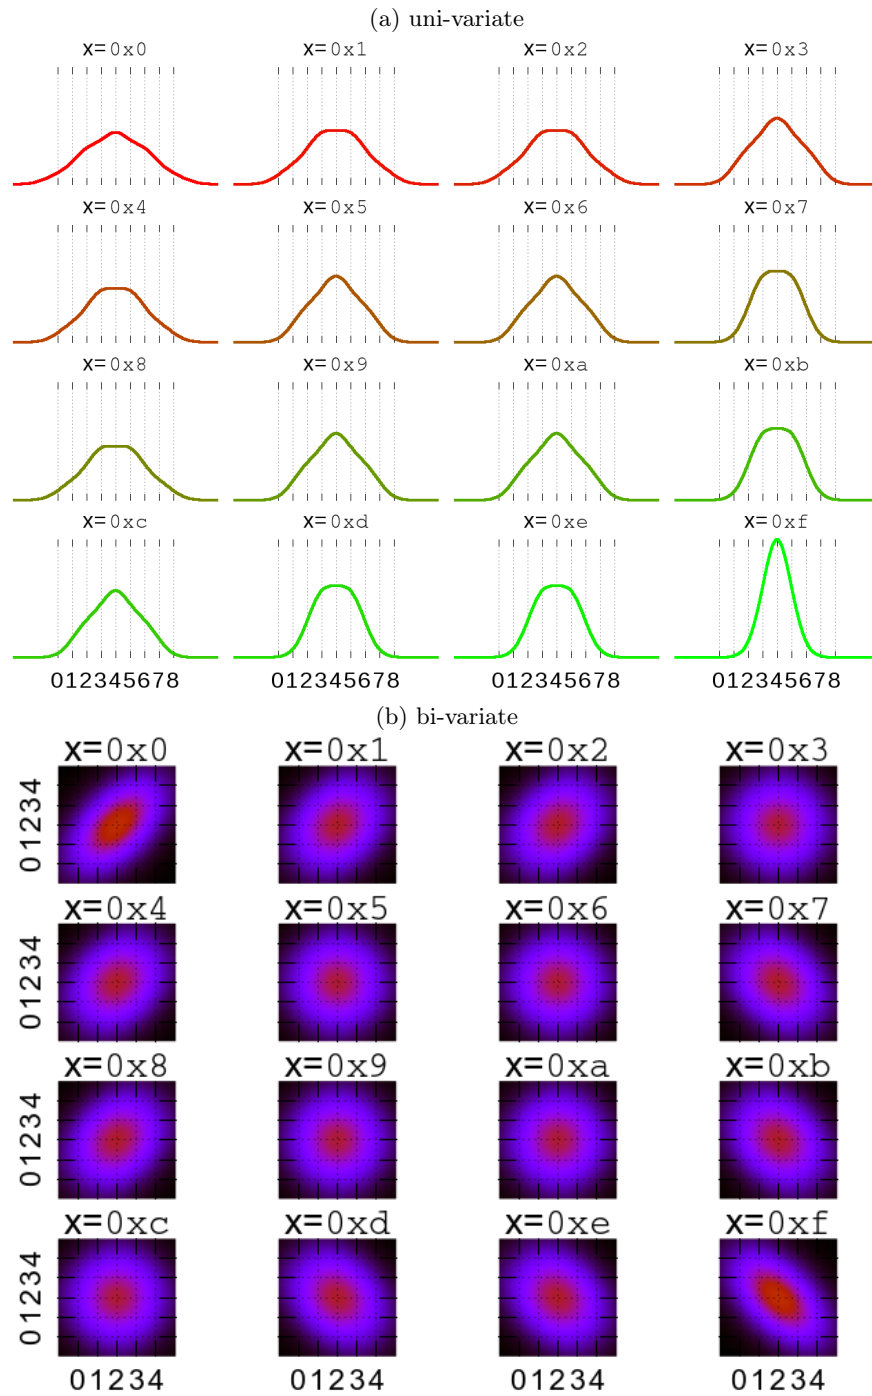 (a) uni-variate
x=0x0 x=0x1 x=0x2 x=0x3
x=0x4 x=0x5 x=0x6 x=0x7
x=0x8 x=0x9 x=0xa x=0xb
x=0xc x=0xd x=0xe x=0xf
012345678 012345678 012345678 012345678
(b) bi-variate
x=0x0 x=0x1 x=0x2 x=0x3
01234
x=0x4 x=0x5 x=0x6 x=0x7
01234
x=0x8 x=0x9 x=0xa x=0xb
01234
x=0xc x=0xd x=0xe x=0xf
01234
01234 01234 01234 01234